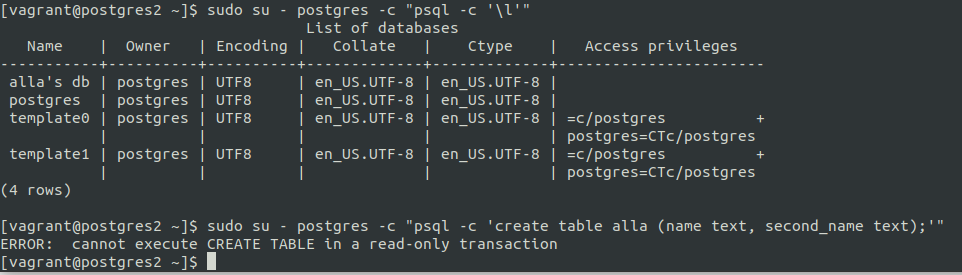 [vagrant@postgres2 ~]$ sudo su - postgres -c "psql -c '\l'"
                                  List of databases
   Name    |  Owner   | Encoding |   Collate   |    Ctype    |   Access privileges
-----------+----------+----------+-------------+-------------+-----------------------
 alla's db | postgres | UTF8     | en_US.UTF-8 | en_US.UTF-8 |
 postgres  | postgres | UTF8     | en_US.UTF-8 | en_US.UTF-8 |
 template0 | postgres | UTF8     | en_US.UTF-8 | en_US.UTF-8 | =c/postgres          +
           |          |          |             |             | postgres=CTc/postgres
 template1 | postgres | UTF8     | en_US.UTF-8 | en_US.UTF-8 | =c/postgres          +
           |          |          |             |             | postgres=CTc/postgres
(4 rows)

[vagrant@postgres2 ~]$ sudo su - postgres -c "psql -c 'create table alla (name text, second_name text);'"
ERROR:  cannot execute CREATE TABLE in a read-only transaction
[vagrant@postgres2 ~]$